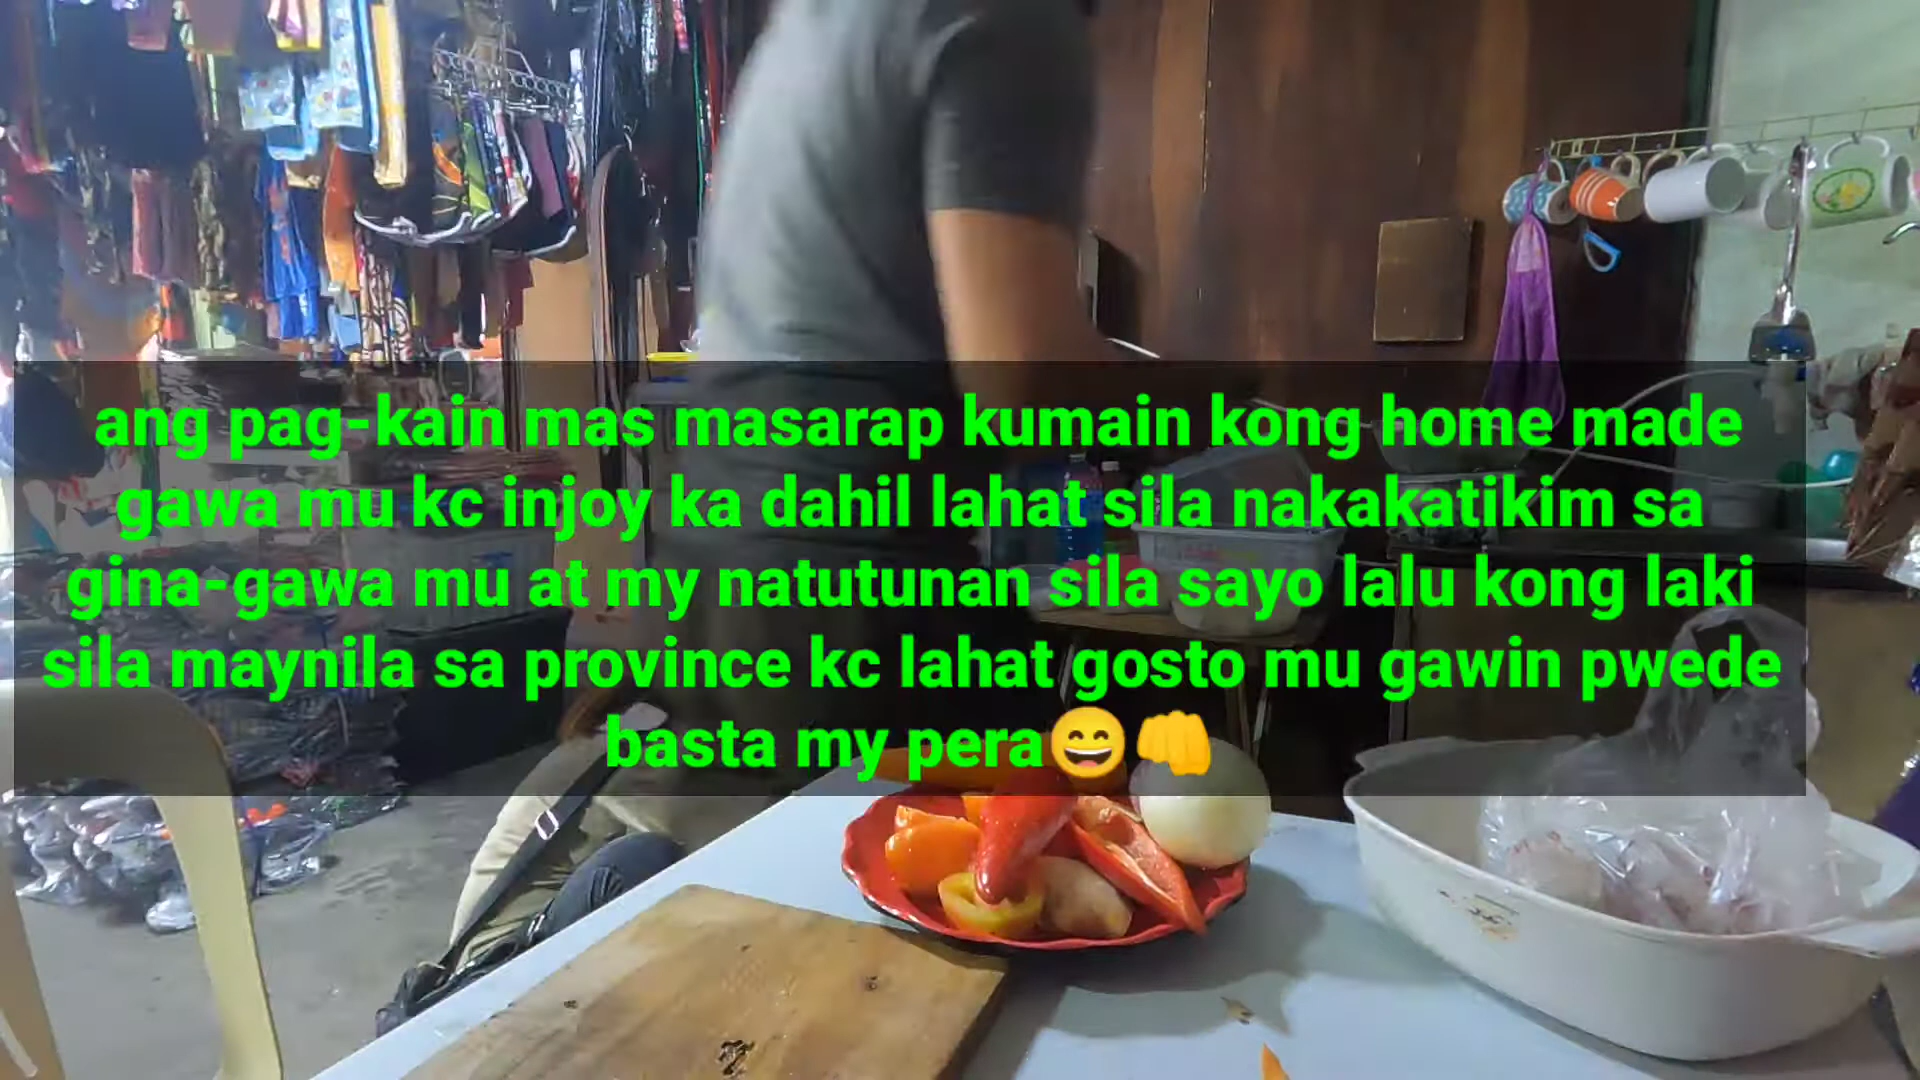 ang pag-kain mas masarap kumain kong home made
gawa mu kc injoy ka dahil lahat sila nakakatikim sa
gina-gawa mu at my natutunan sila sayo lalu kong laki
sila maynila sa province kc lahat gosto mu gawin pwede
basta my pera😄👊